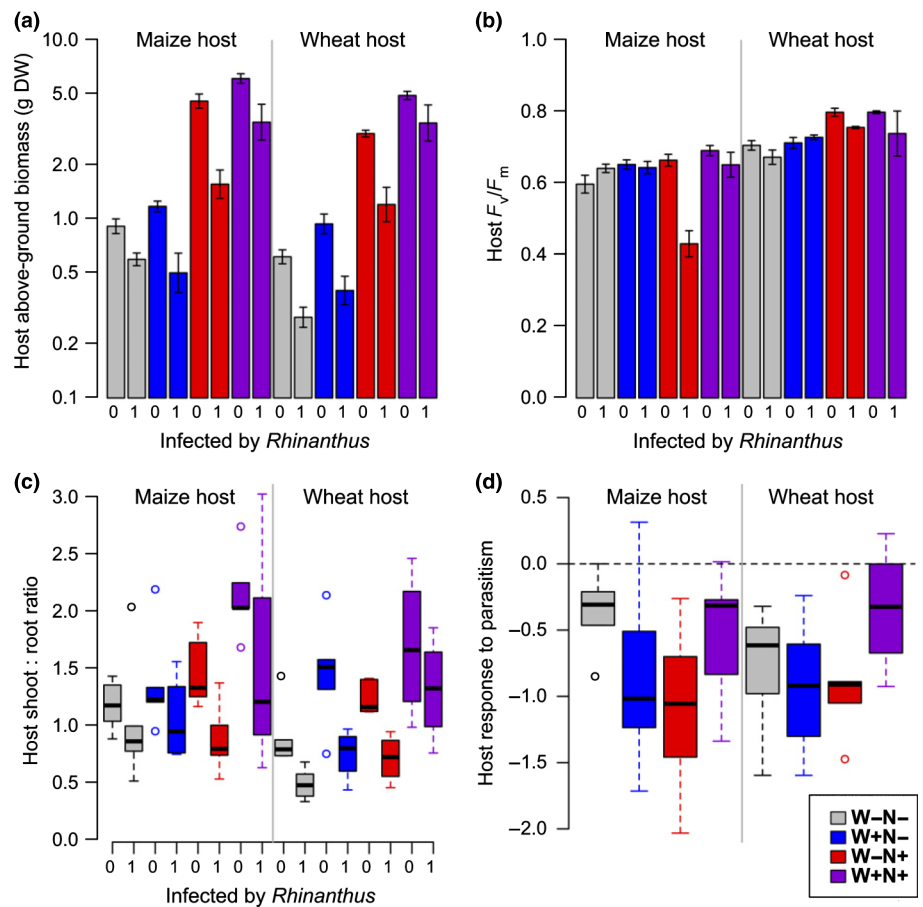 (a)
Maize host
Wheat host
Host above-ground biomass (g DW)
10.0
5.0
2.0
1.0
0.5
0.2
0.1
0 1 0 1 0 1 0 1 0 1 0 1 0 1 0 1
Infected by Rhinanthus
(b)
Maize host
Wheat host
Host Fv/Fm
1.0
0.8
0.6
0.4
0.2
0.0
0 1 0 1 0 1 0 1 0 1 0 1 0 1 0 1
Infected by Rhinanthus
(c)
Maize host
Wheat host
Host shoot : root ratio
3.0
2.5
2.0
1.5
1.0
0.5
0.0
0 1 0 1 0 1 0 1 0 1 0 1 0 1 0 1
Infected by Rhinanthus
(d)
Maize host
Wheat host
Host response to parasitism
0.5
0.0
−0.5
−1.0
−1.5
−2.0
W−N−
W+N−
W−N+
W+N+